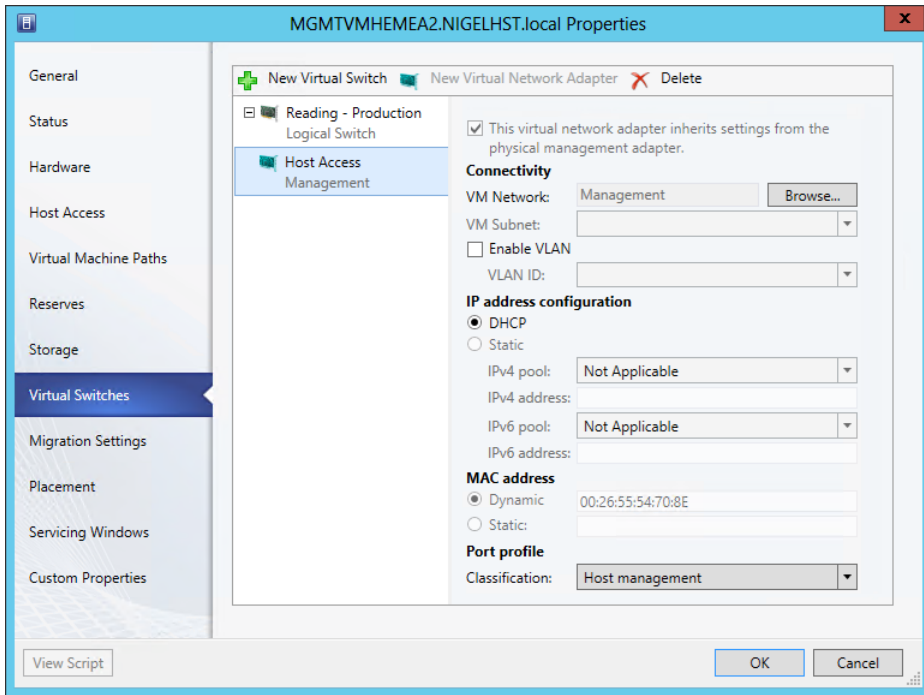 MGMTVMHEMEA2.NIGELHST.local Properties
x
General
Status
Hardware
Host Access
Virtual Machine Paths
Reserves
Storage
Virtual Switches
Migration Settings
Placement
Servicing Windows
Custom Properties
New Virtual Switch New Virtual Network Adapter Delete
Reading - Production
Logical Switch
Host Access
Management
This virtual network adapter inherits settings from the
physical management adapter.
Connectivity
VM Network: Management Browse...
VM Subnet:
Enable VLAN
VLAN ID:
IP address configuration
DHCP
Static
IPv4 pool: Not Applicable
IPv4 address:
IPv6 pool: Not Applicable
IPv6 address:
MAC address
Dynamic 00:26:55:54:70:8E
Static:
Port profile
Classification: Host management
View Script OK Cancel